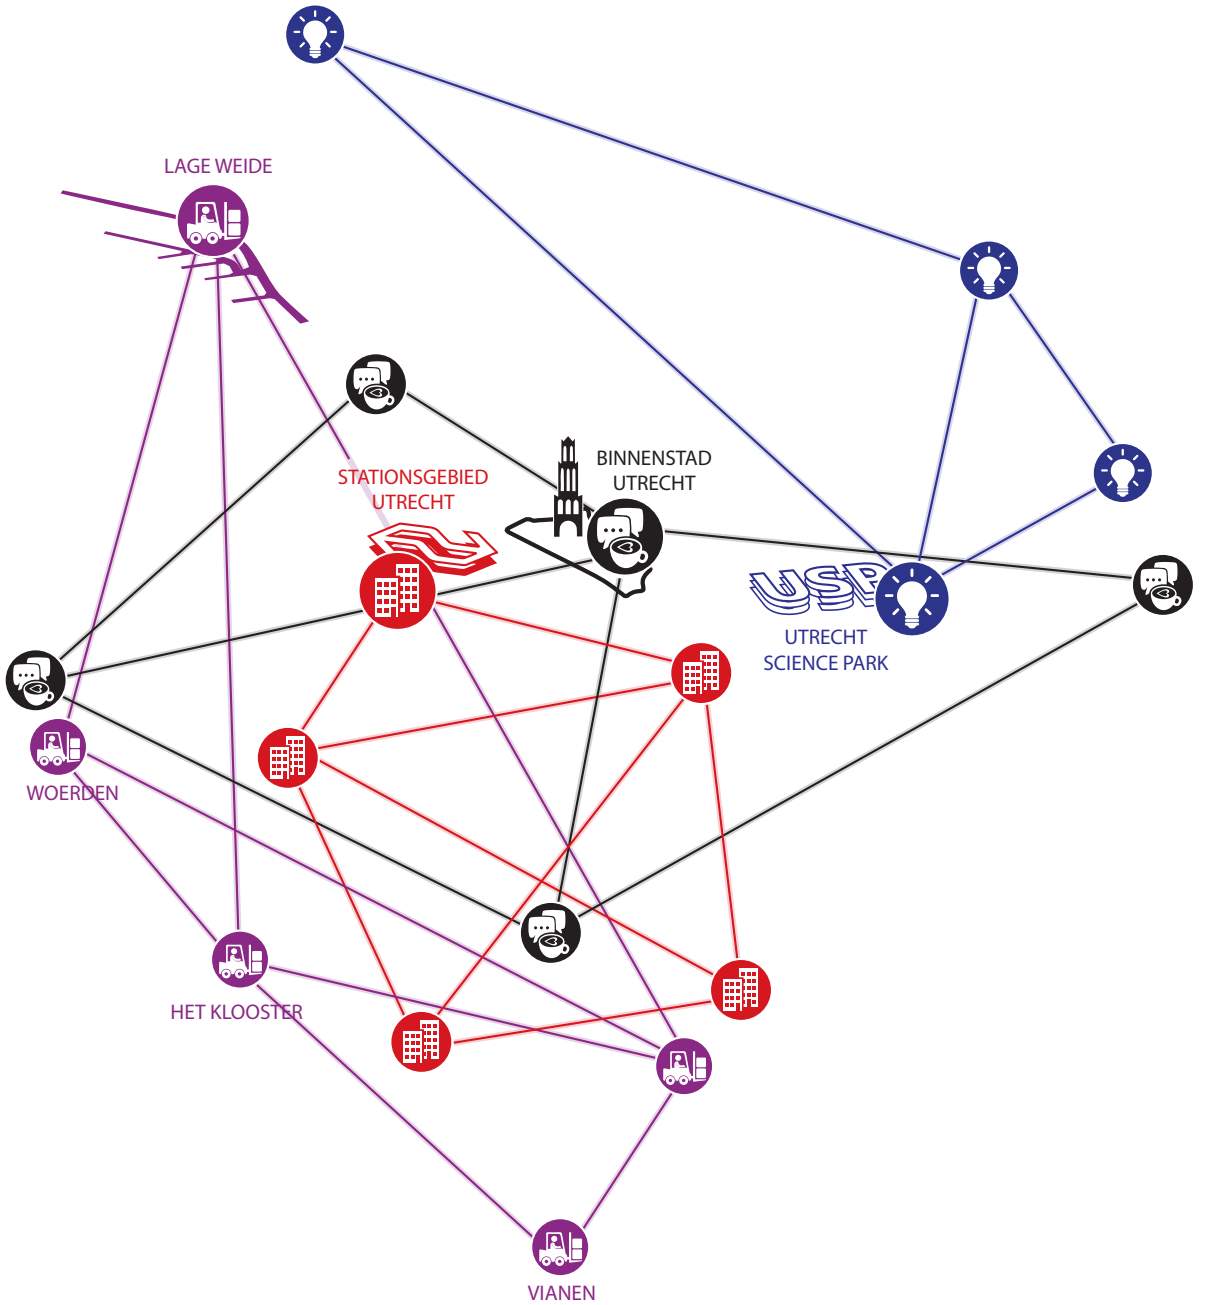 LAGE WEIDE
STATIONSGEBIED
UTRECHT
BINNENSTAD
UTRECHT
USP
UTRECHT
SCIENCE PARK
WOERDEN
HET KLOOSTER
VIANEN